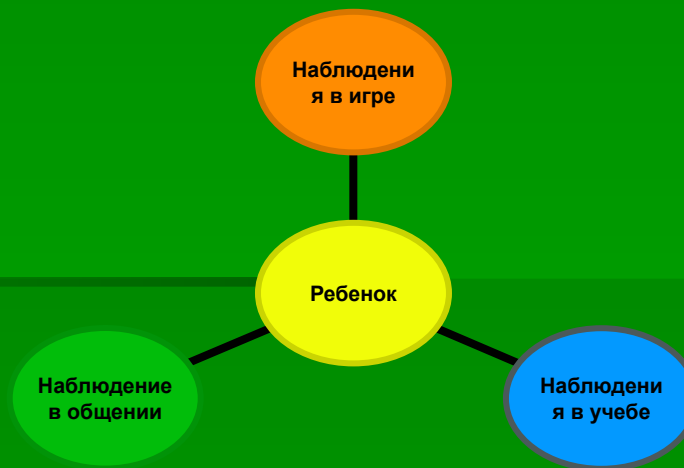 Наблюдени
я в игре
Ребенок
Наблюдение
в общении
Наблюдени
я в учебе